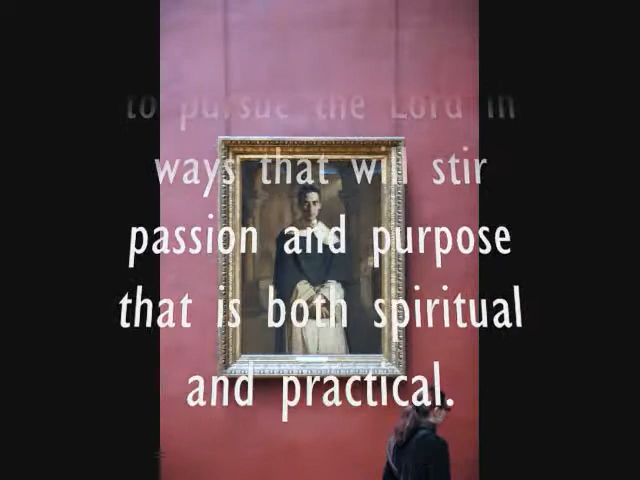 to pursue the Lord in
ways that will stir
passion and purpose
that is both spiritual
and practical.